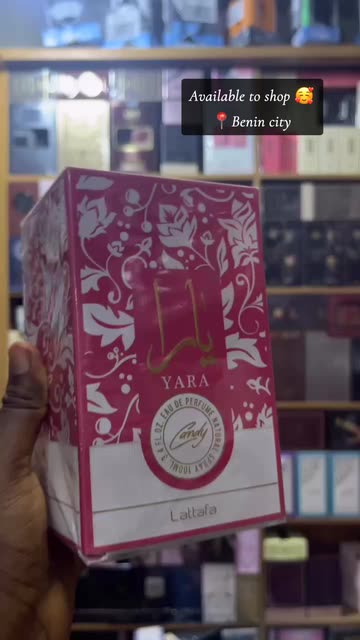 Available to shop 🥰
📍 Benin city
يارا
YARA
EAU DE PERFUME NATURAL SPRAY 100ML. 3.4 FL.OZ.
Candy
Lattafa